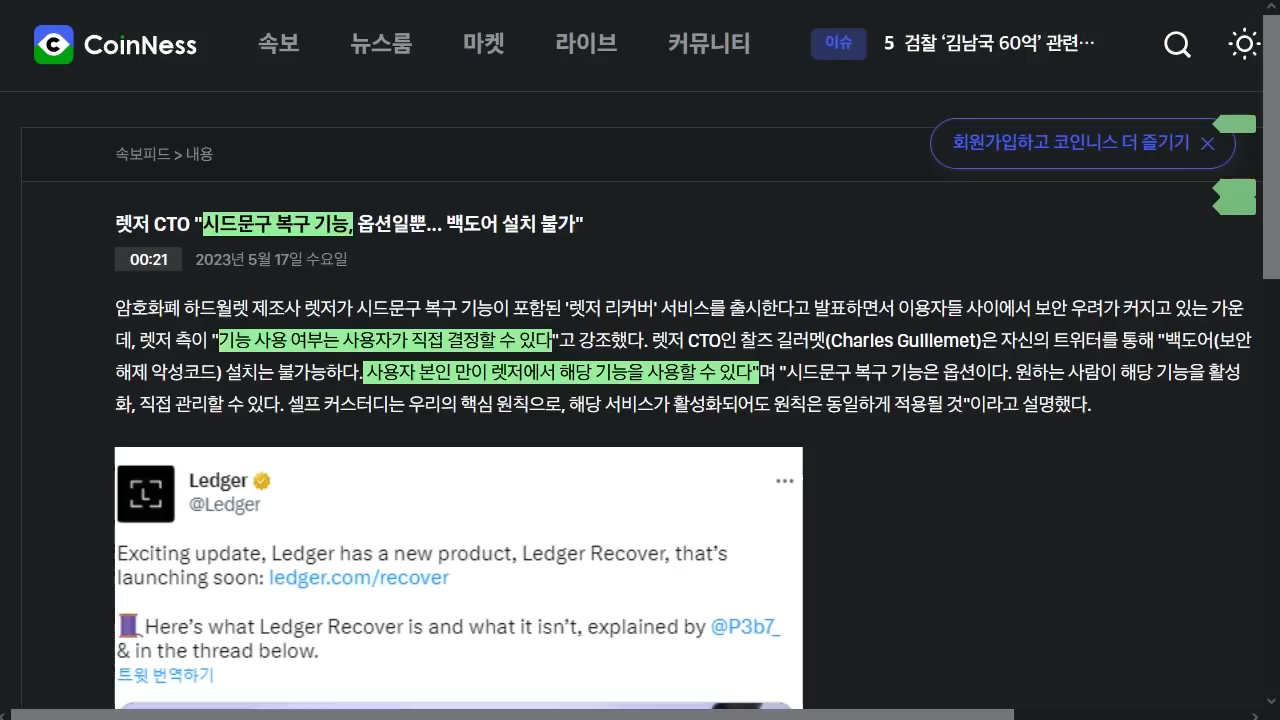 CoinNess 속보 뉴스룸 마켓 라이브 커뮤니티 이슈 5 검찰 ‘김남국 60억’ 관련…
회원가입하고 코인니스 더 즐기기
속보피드 > 내용
렛저 CTO "시드문구 복구 기능, 옵션일뿐... 백도어 설치 불가"
00:21 2023년 5월 17일 수요일
암호화폐 하드월렛 제조사 렛저가 시드문구 복구 기능이 포함된 '렛저 리커버' 서비스를 출시한다고 발표하면서 이용자들 사이에서 보안 우려가 커지고 있는 가운
데, 렛저 측이 "기능 사용 여부는 사용자가 직접 결정할 수 있다"고 강조했다. 렛저 CTO인 찰즈 길러멧(Charles Guillemet)은 자신의 트위터를 통해 "백도어(보안
해제 악성코드) 설치는 불가능하다. 사용자 본인 만이 렛저에서 해당 기능을 사용할 수 있다"며 "시드문구 복구 기능은 옵션이다. 원하는 사람이 해당 기능을 활성
화, 직접 관리할 수 있다. 셀프 커스터디는 우리의 핵심 원칙으로, 해당 서비스가 활성화되어도 원칙은 동일하게 적용될 것"이라고 설명했다.
Ledger
@Ledger
Exciting update, Ledger has a new product, Ledger Recover, that’s
launching soon: ledger.com/recover
Here’s what Ledger Recover is and what it isn’t, explained by @P3b7_
& in the thread below.
트윗 번역하기